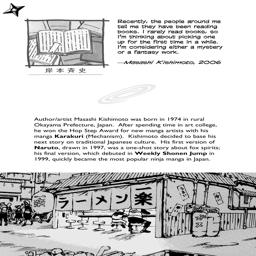 Recently, the people around me
tell me they have been reading
books. I rarely read books, so
I'm thinking about picking one
up for the first time in a while.
I'm considering either a mystery
or a fantasy work.
—Masashi Kishimoto, 2006
岸本斉史
Author/artist Masashi Kishimoto was born in 1974 in rural
Okayama Prefecture, Japan. After spending time in art college,
he won the Hop Step Award for new manga artists with his
manga Karakuri (Mechanism). Kishimoto decided to base his
next story on traditional Japanese culture. His first version of
Naruto, drawn in 1997, was a one-shot story about fox spirits;
his final version, which debuted in Weekly Shonen Jump in
1999, quickly became the most popular ninja manga in Japan.
ラーメン 楽